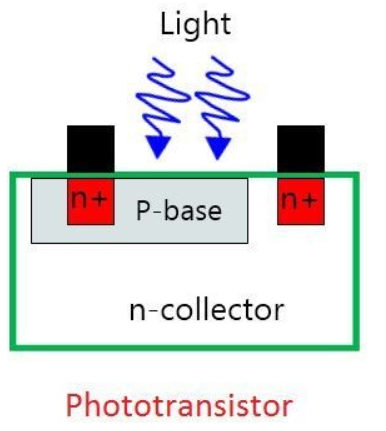 Light
n+
P-base
n+
n-collector
Phototransistor